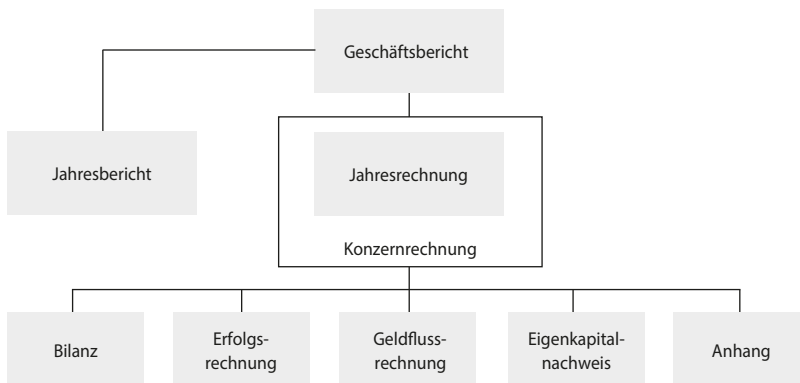 Geschäftsbericht
Jahresbericht
Jahresrechnung
Konzernrechnung
Bilanz
Erfolgs-
rechnung
Geldfluss-
rechnung
Eigenkapital-
nachweis
Anhang